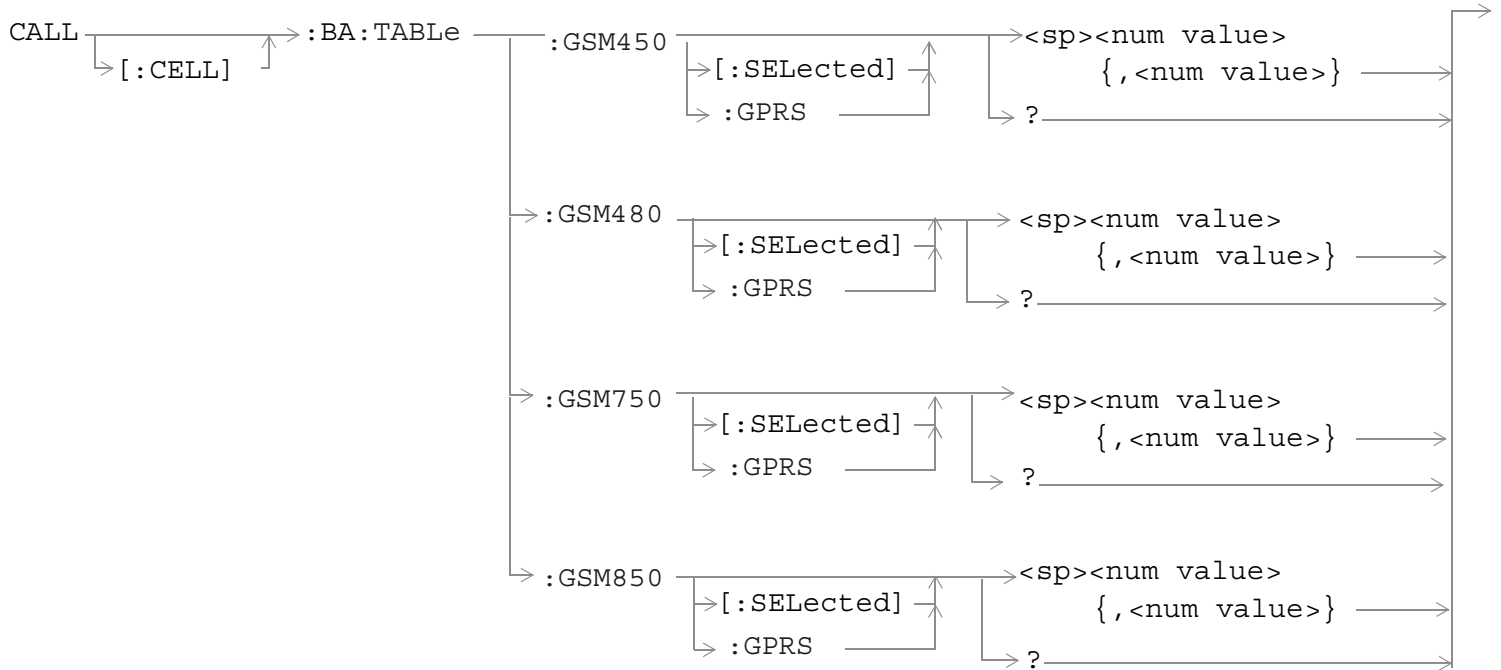 CALL
[:CELL]
:BA:TABLe
:GSM450
[:SELected]
:GPRS
<sp><num value>
{,<num value>}
?
:GSM480
[:SELected]
:GPRS
<sp><num value>
{,<num value>}
?
:GSM750
[:SELected]
:GPRS
<sp><num value>
{,<num value>}
?
:GSM850
[:SELected]
:GPRS
<sp><num value>
{,<num value>}
?